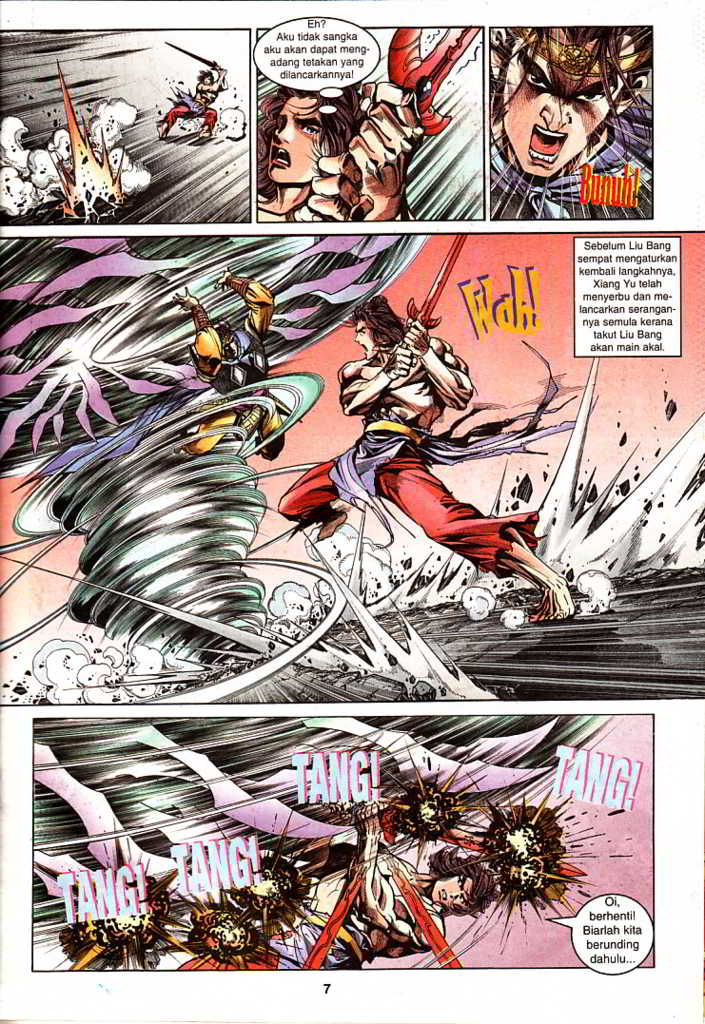 Eh?
Aku tidak sangka
aku akan dapat meng-
adang tetakan yang
dilancarkannya!
Bunuh!
Sebelum Liu Bang
sempat mengaturkan
kembali langkahnya,
Xiang Yu telah
menyerbu dan me-
lancarkan serangan-
nya semula kerana
takut Liu Bang
akan main akal.
Wah!
TANG!
TANG!
TANG!
TANG!
Oi,
berhenti!
Biarlah kita
berunding
dahulu...
7